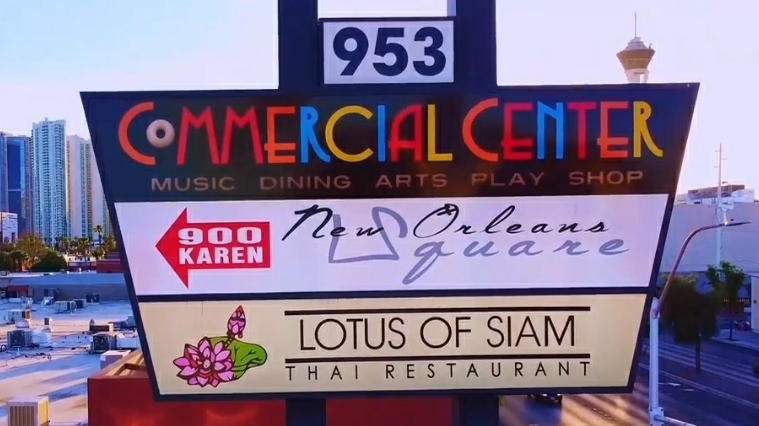 953
COMMERCIAL CENTER
MUSIC DINING ARTS PLAY SHOP
900
KAREN
New Orleans
Square
LOTUS OF SIAM
THAI RESTAURANT